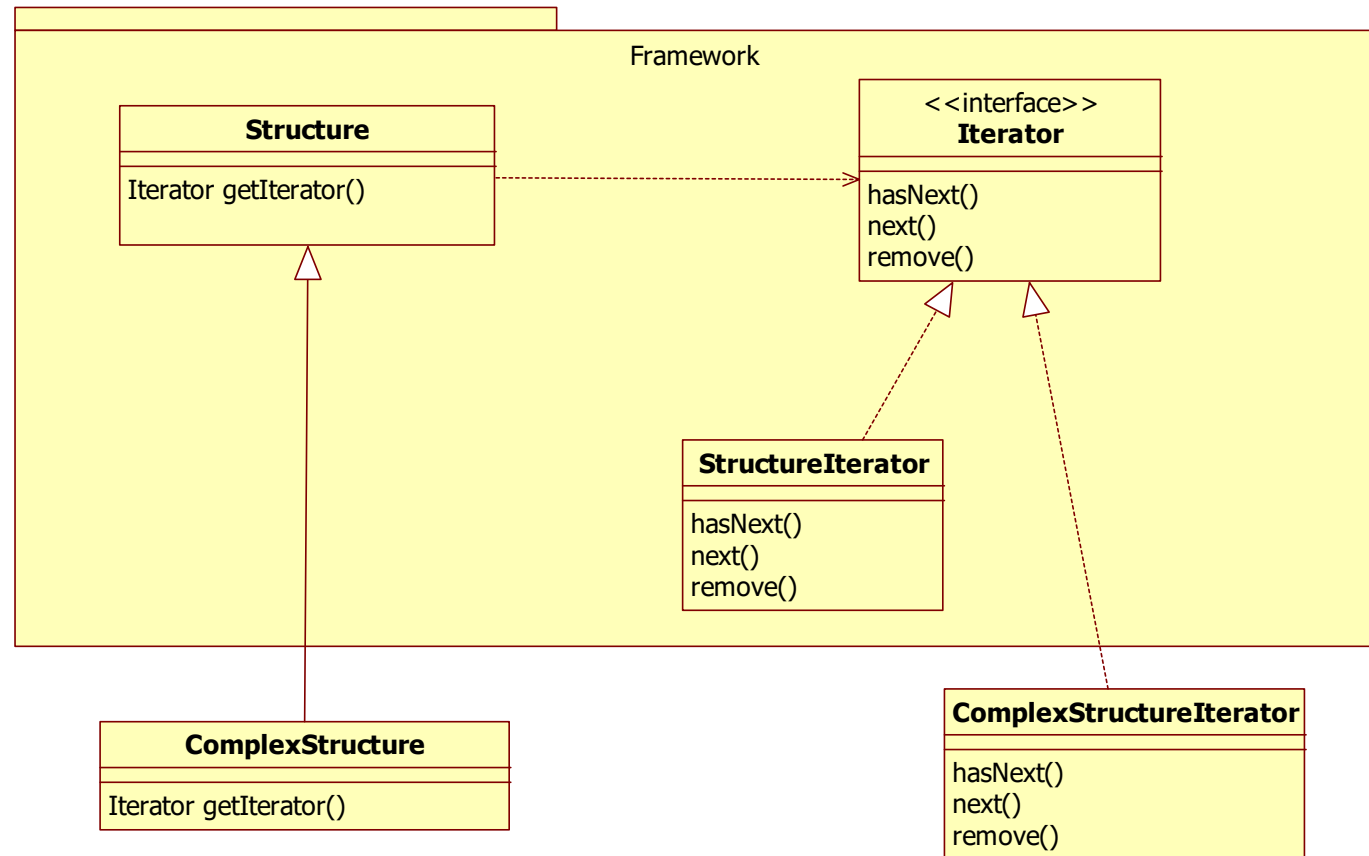 Framework
Structure
Iterator getIterator()
<<interface>>
Iterator
hasNext()
next()
remove()
StructureIterator
hasNext()
next()
remove()
ComplexStructure
Iterator getIterator()
ComplexStructureIterator
hasNext()
next()
remove()